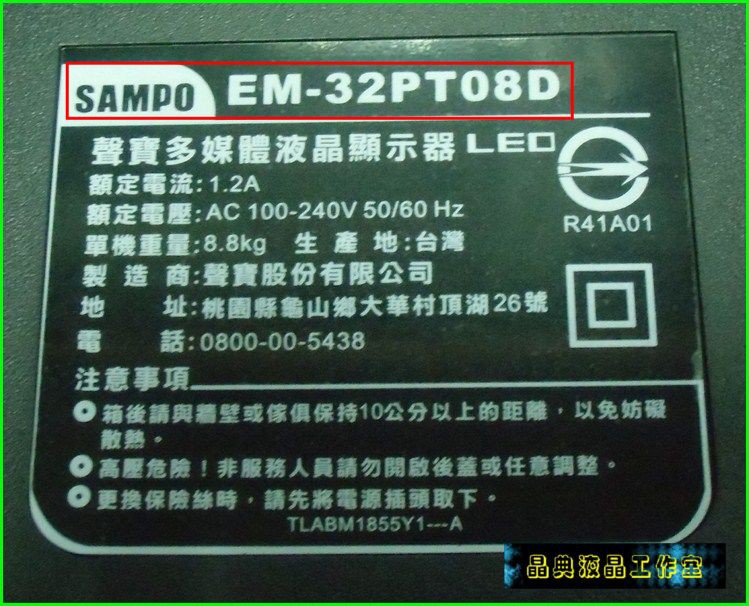 SAMPO EM-32PT08D
聲寶多媒體液晶顯示器 LED
額定電流:1.2A
額定電壓:AC 100-240V 50/60 Hz
R41A01
單機重量:8.8kg 生產地:台灣
製造商:聲寶股份有限公司
地址:桃園縣龜山鄉大華村頂湖26號
電話:0800-00-5438
注意事項
箱後請與牆壁或傢俱保持10公分以上的距離,以免妨礙
散熱。
高壓危險!非服務人員請勿開啟後蓋或任意調整。
更換保險絲時,請先將電源插頭取下。
TLABM1855Y1---A
晶典液晶工作室